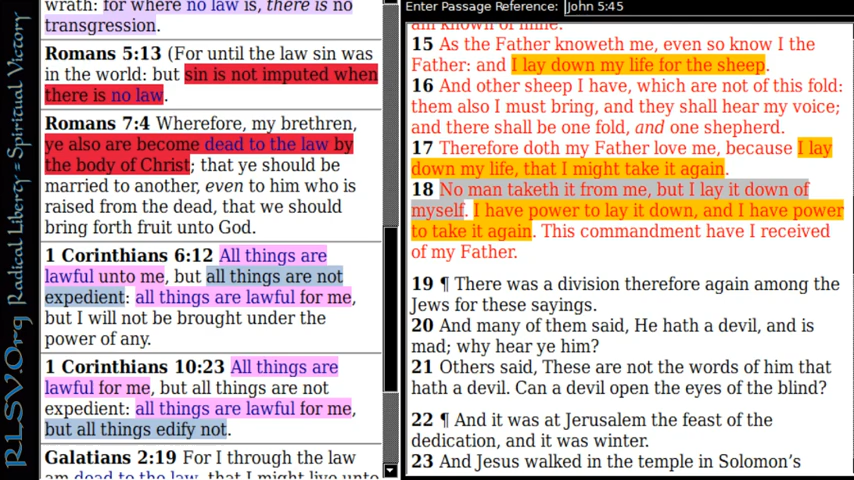 RLSV.Org Radical Liberty = Spiritual Victory
wrath: for where no law is, there is no
transgression.
Romans 5:13 (For until the law sin was
in the world: but sin is not imputed when
there is no law.
Romans 7:4 Wherefore, my brethren,
ye also are become dead to the law by
the body of Christ; that ye should be
married to another, even to him who is
raised from the dead, that we should
bring forth fruit unto God.
1 Corinthians 6:12 All things are
lawful unto me, but all things are not
expedient: all things are lawful for me,
but I will not be brought under the
power of any.
1 Corinthians 10:23 All things are
lawful for me, but all things are not
expedient: all things are lawful for me,
but all things edify not.
Galatians 2:19 For I through the law
am dead to the law, that I might live unto
Enter Passage Reference: John 5:45
am known of mine.
15 As the Father knoweth me, even so know I the
Father: and I lay down my life for the sheep.
16 And other sheep I have, which are not of this fold:
them also I must bring, and they shall hear my voice;
and there shall be one fold, and one shepherd.
17 Therefore doth my Father love me, because I lay
down my life, that I might take it again.
18 No man taketh it from me, but I lay it down of
myself. I have power to lay it down, and I have power
to take it again. This commandment have I received
of my Father.
19 ¶ There was a division therefore again among the
Jews for these sayings.
20 And many of them said, He hath a devil, and is
mad; why hear ye him?
21 Others said, These are not the words of him that
hath a devil. Can a devil open the eyes of the blind?
22 ¶ And it was at Jerusalem the feast of the
dedication, and it was winter.
23 And Jesus walked in the temple in Solomon's